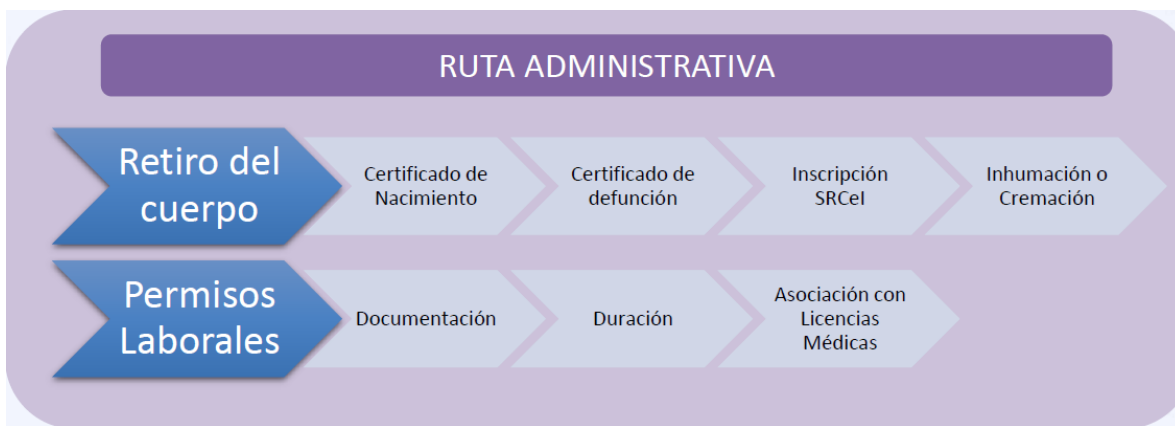 RUTA ADMINISTRATIVA
Retiro del
cuerpo
Certificado de
Nacimiento
Certificado de
defunción
Inscripción
SRCeI
Inhumación o
Cremación
Permisos
Laborales
Documentación
Duración
Asociación con
Licencias
Médicas